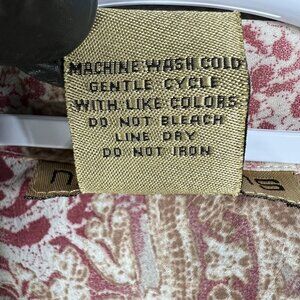 MACHINE WASH COLD
GENTLE CYCLE
WITH LIKE COLORS
DO NOT BLEACH
LINE DRY
DO NOT IRON